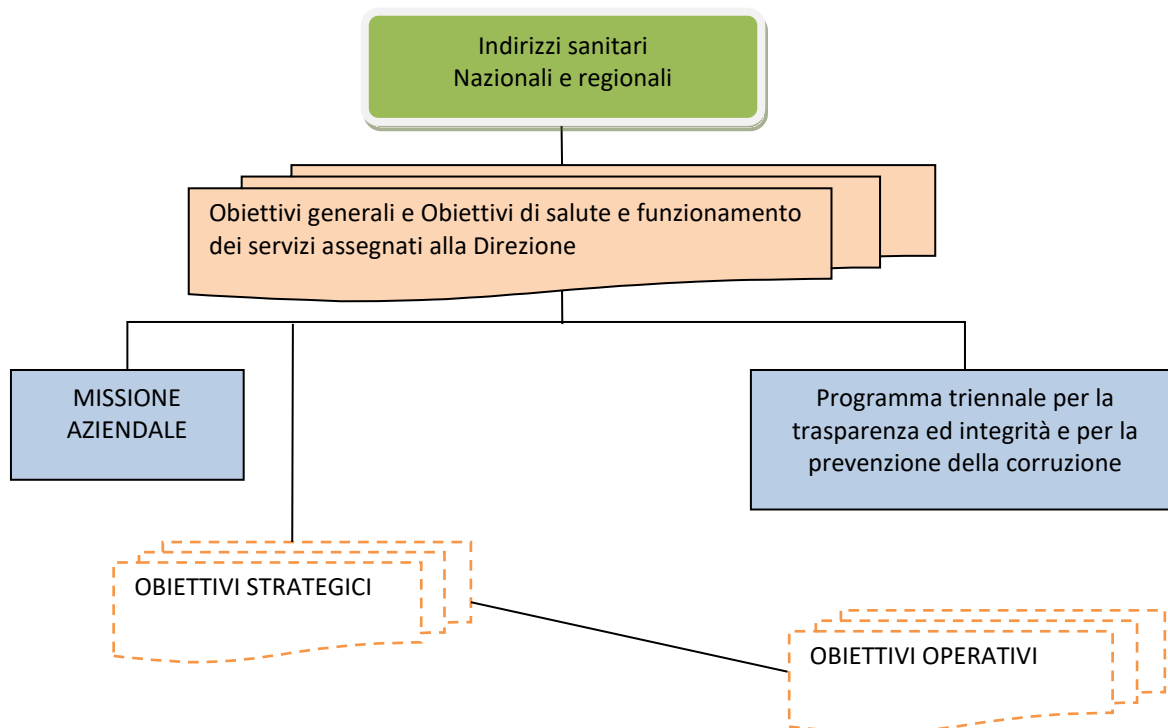 Indirizzi sanitari
Nazionali e regionali
Obiettivi generali e Obiettivi di salute e funzionamento
dei servizi assegnati alla Direzione
MISSIONE
AZIENDALE
Programma triennale per la
trasparenza ed integrità e per la
prevenzione della corruzione
OBIETTIVI STRATEGICI
OBIETTIVI OPERATIVI